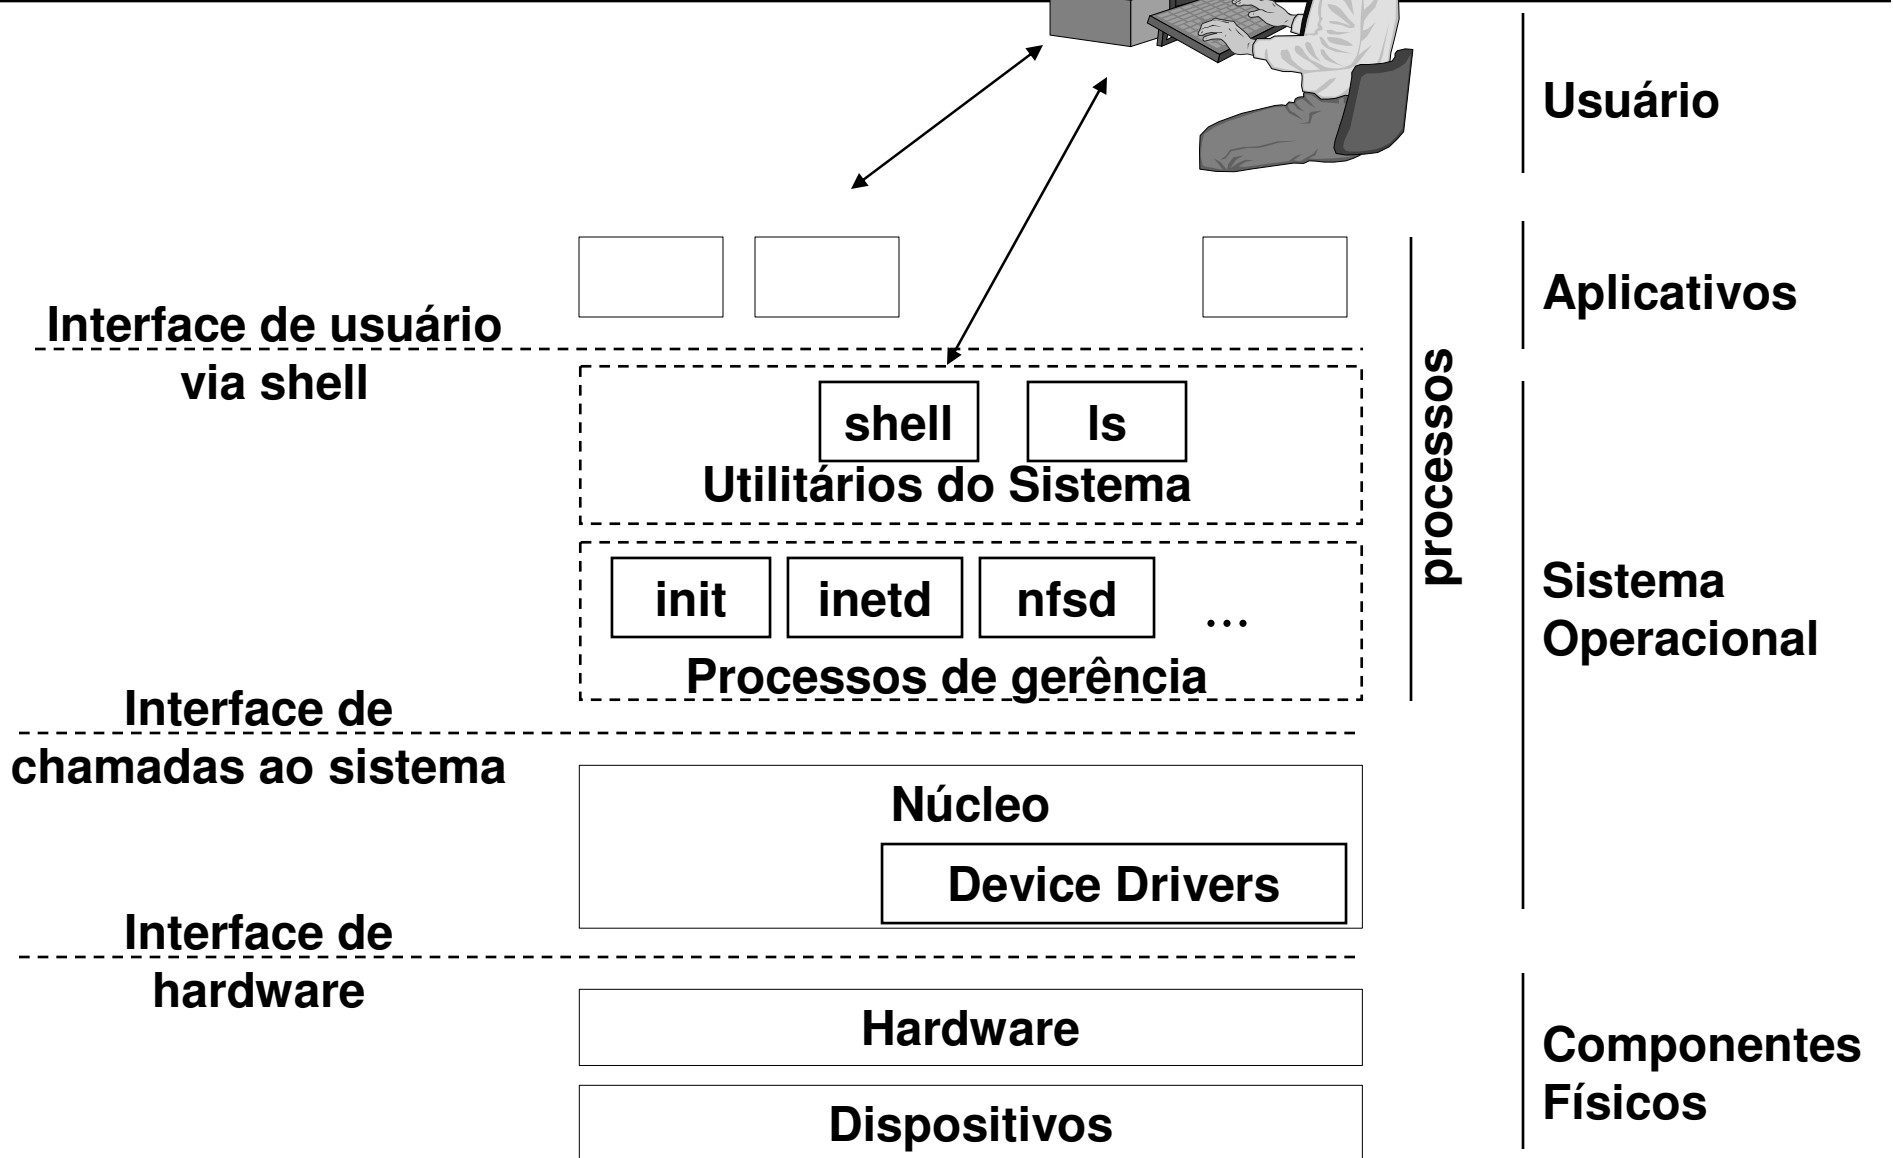 Usuário
Aplicativos
Interface de usuário
via shell
shell
ls
Utilitários do Sistema
processos
init
inetd
nfsd
...
Processos de gerência
Sistema
Operacional
Interface de
chamadas ao sistema
Núcleo
Device Drivers
Interface de
hardware
Hardware
Dispositivos
Componentes
Físicos